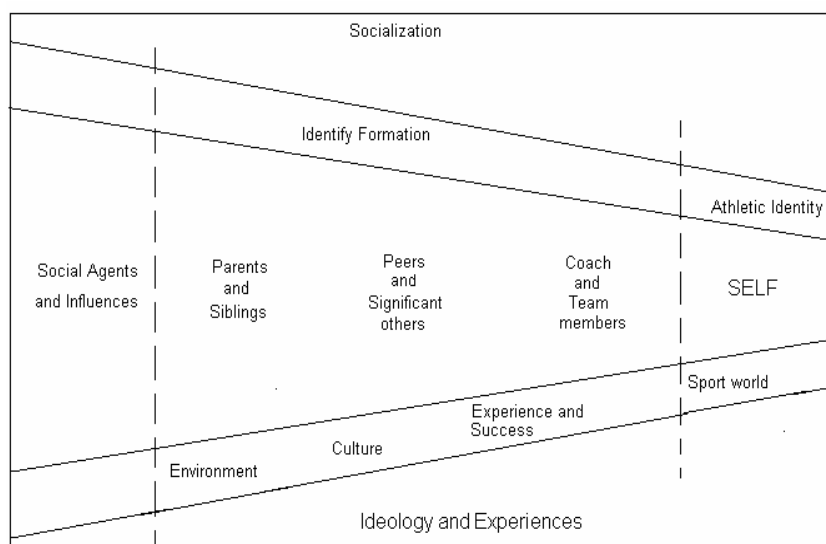 Socialization
Identify Formation
Athletic Identity
Social Agents
and Influences
Parents
and
Siblings
Peers
and
Significant
others
Coach
and
Team
members
SELF
Sport world
Experience and
Success
Culture
Environment
Ideology and Experiences